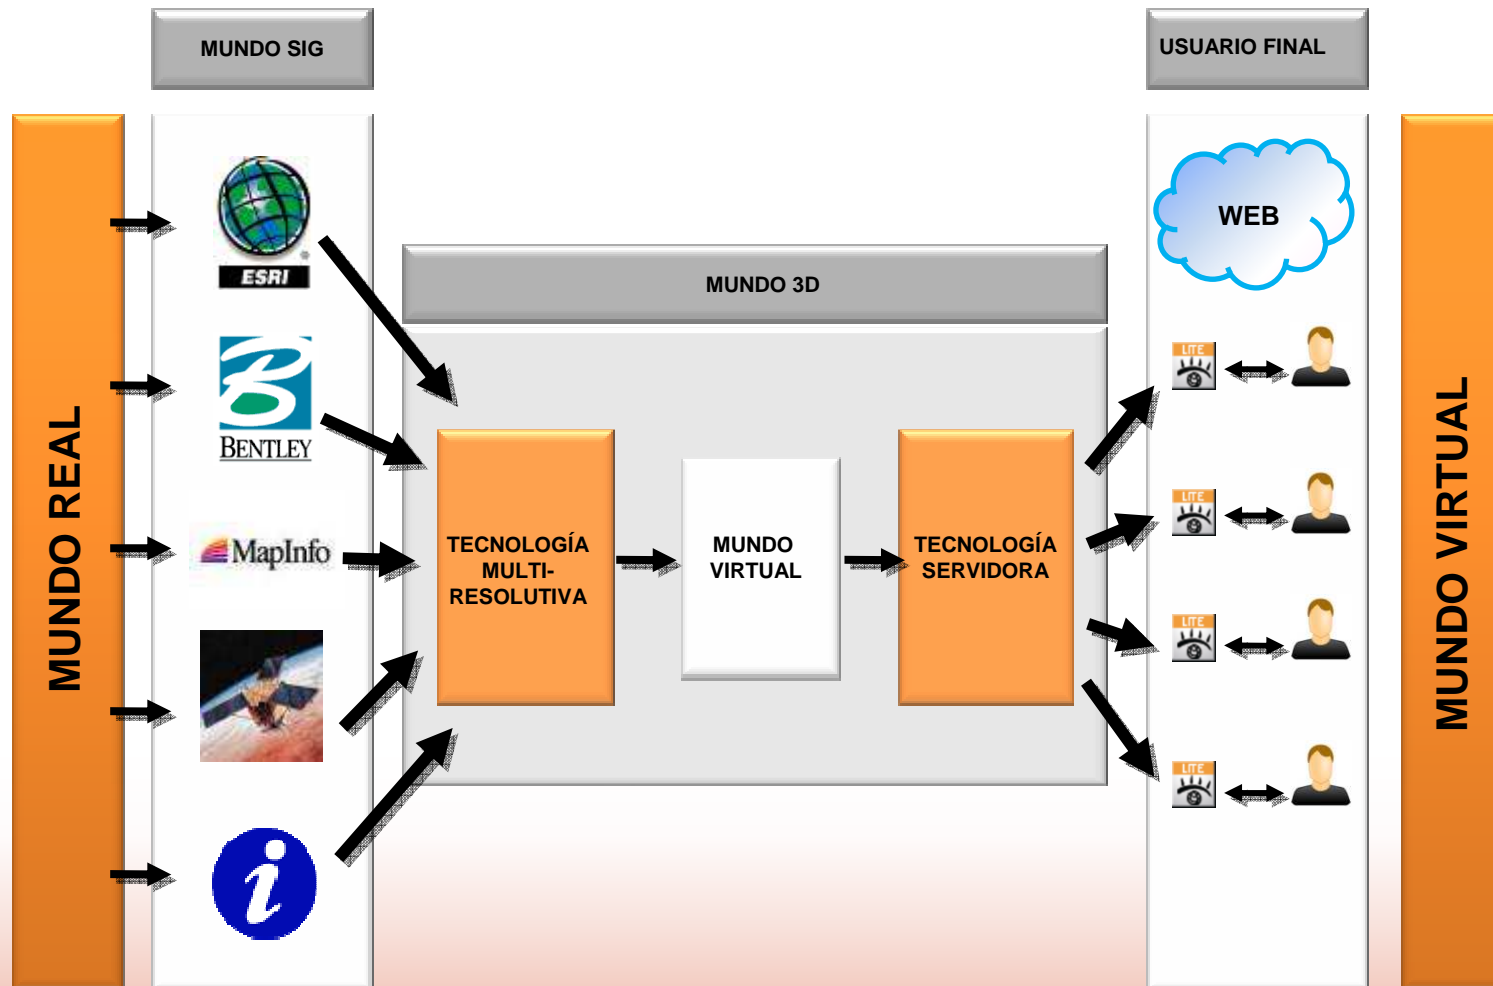 MUNDO SIG
USUARIO FINAL
MUNDO REAL
ESRI
®
BENTLEY
MapInfo
MUNDO 3D
TECNOLOGÍA
MULTI-
RESOLUTIVA
MUNDO
VIRTUAL
TECNOLOGÍA
SERVIDORA
WEB
LITE
LITE
LITE
LITE
MUNDO VIRTUAL